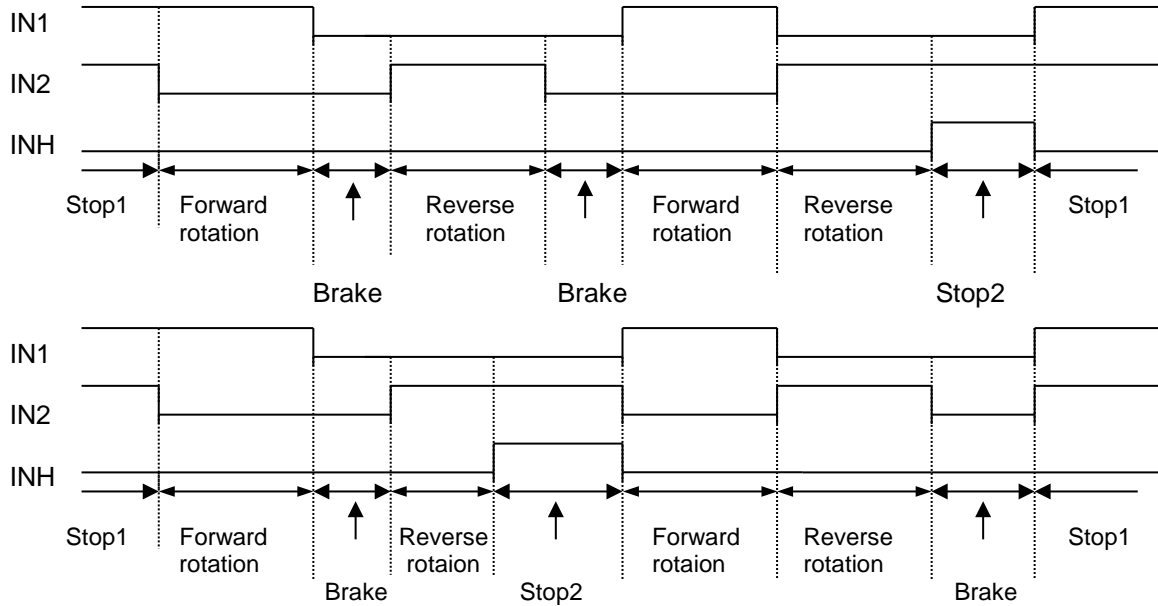 IN1
IN2
INH
Stop1 Forward Reverse Forward Reverse Stop1
rotation rotation rotation rotation
Brake Brake Stop2
IN1
IN2
INH
Stop1 Forward Reverse Forward Reverse Stop1
rotation rotaion rotaion rotation
Brake Stop2 Brake